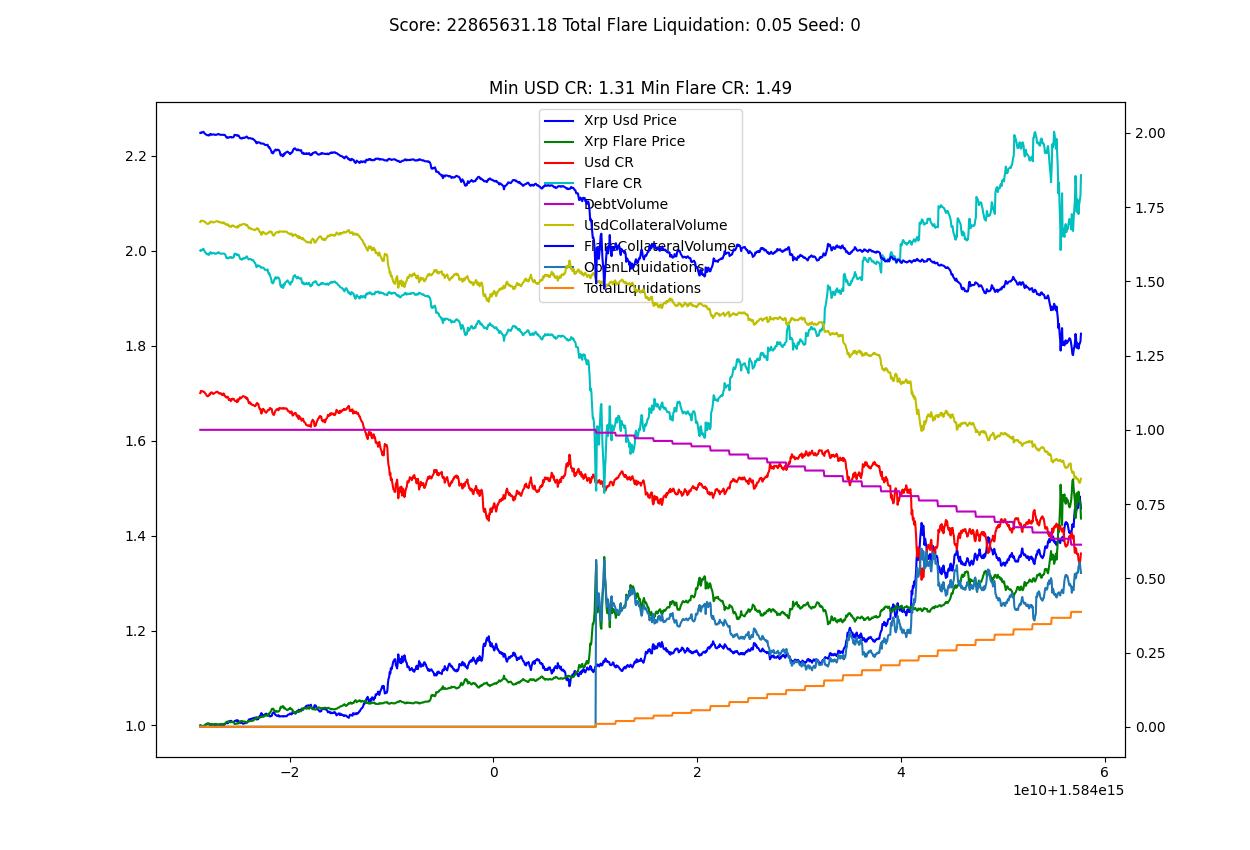 Score: 22865631.18 Total Flare Liquidation: 0.05 Seed: 0
Min USD CR: 1.31 Min Flare CR: 1.49
Xrp Usd Price
Xrp Flare Price
Usd CR
Flare CR
DebtVolume
UsdCollateralVolume
FlareCollateralVolume
OpenLiquidations
TotalLiquidations
2.2
2.0
1.8
1.6
1.4
1.2
1.0
2.00
1.75
1.50
1.25
1.00
0.75
0.50
0.25
0.00
−2 0 2 4 6
1e10+1.584e15